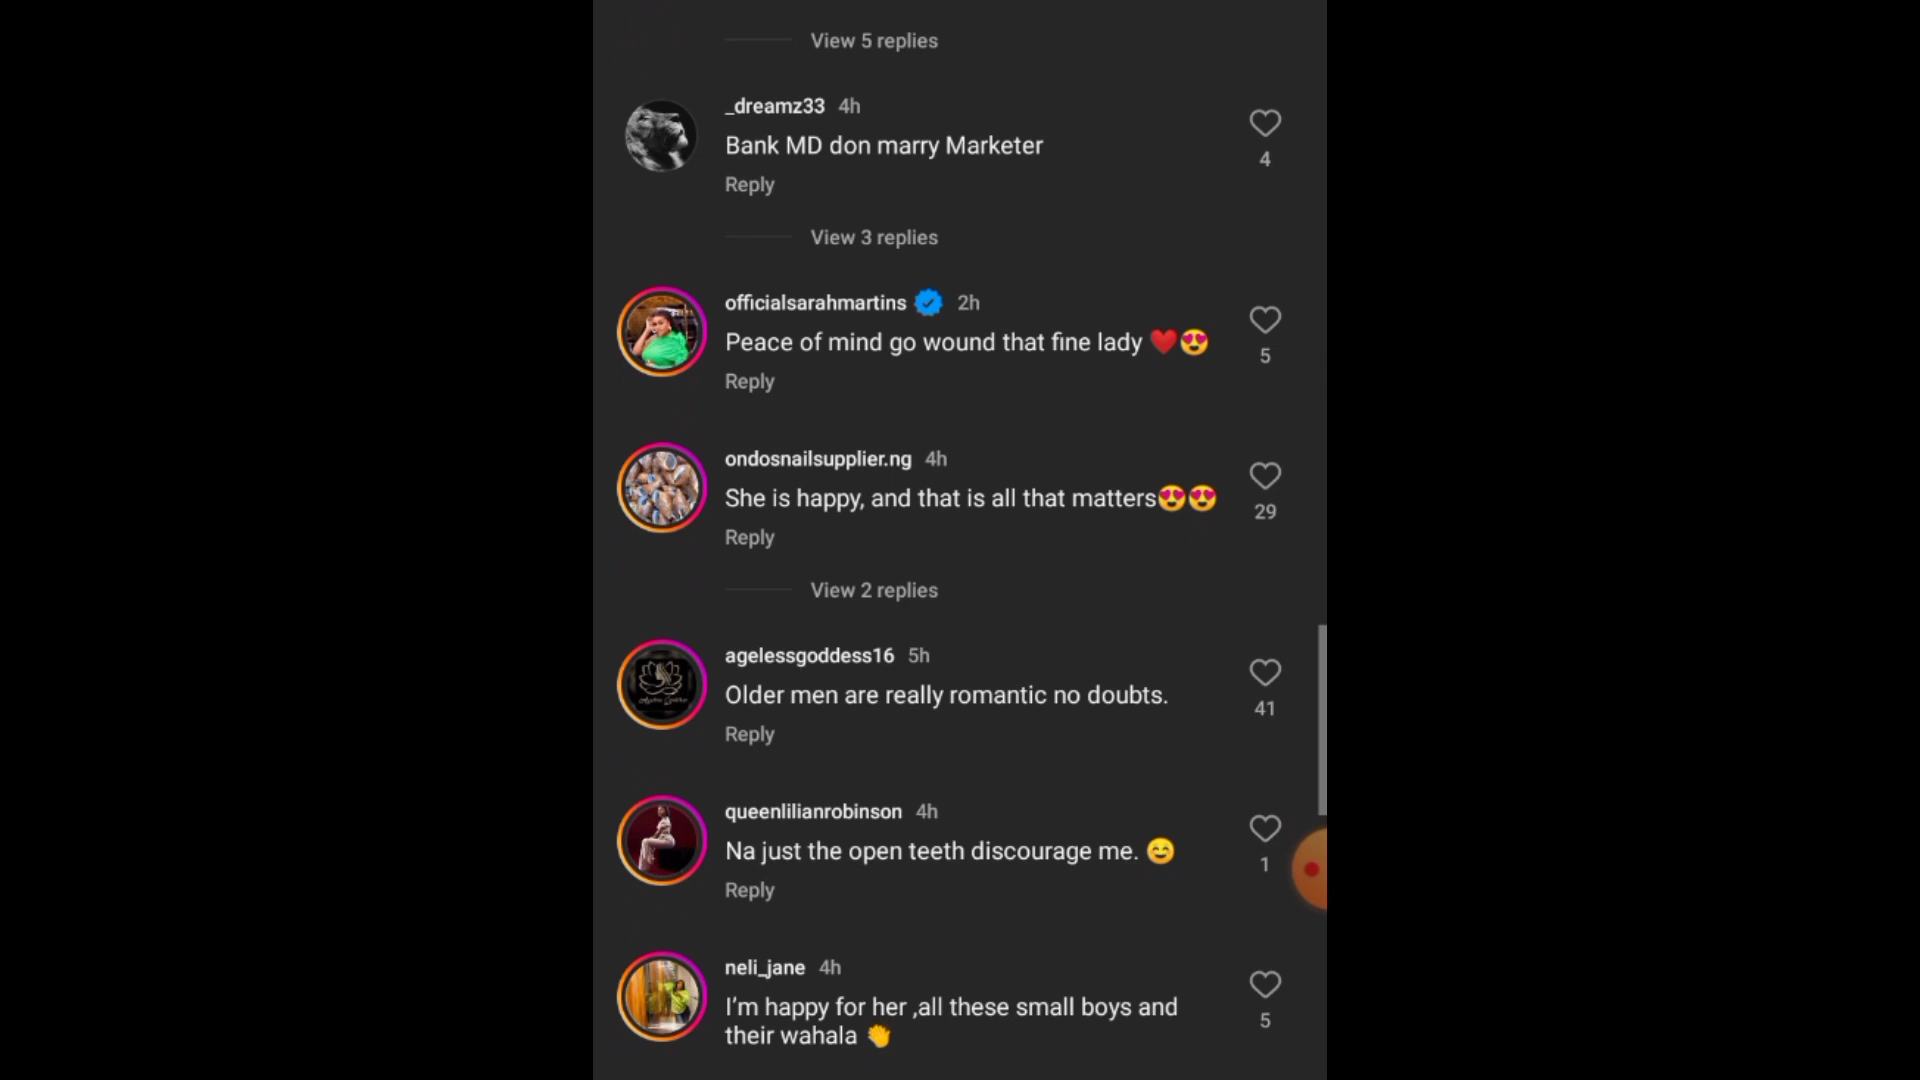 View 5 replies
_dreamz33 4h
Bank MD don marry Marketer
4
Reply
View 3 replies
officialsarahmartins 2h
Peace of mind go wound that fine lady ❤️😍
5
Reply
ondosnailsupplier.ng 4h
She is happy, and that is all that matters😍😍
29
Reply
View 2 replies
agelessgoddess16 5h
Older men are really romantic no doubts.
41
Reply
queenlilianrobinson 4h
Na just the open teeth discourage me. 😊
1
Reply
neli_jane 4h
I'm happy for her ,all these small boys and
their wahala 👏
5